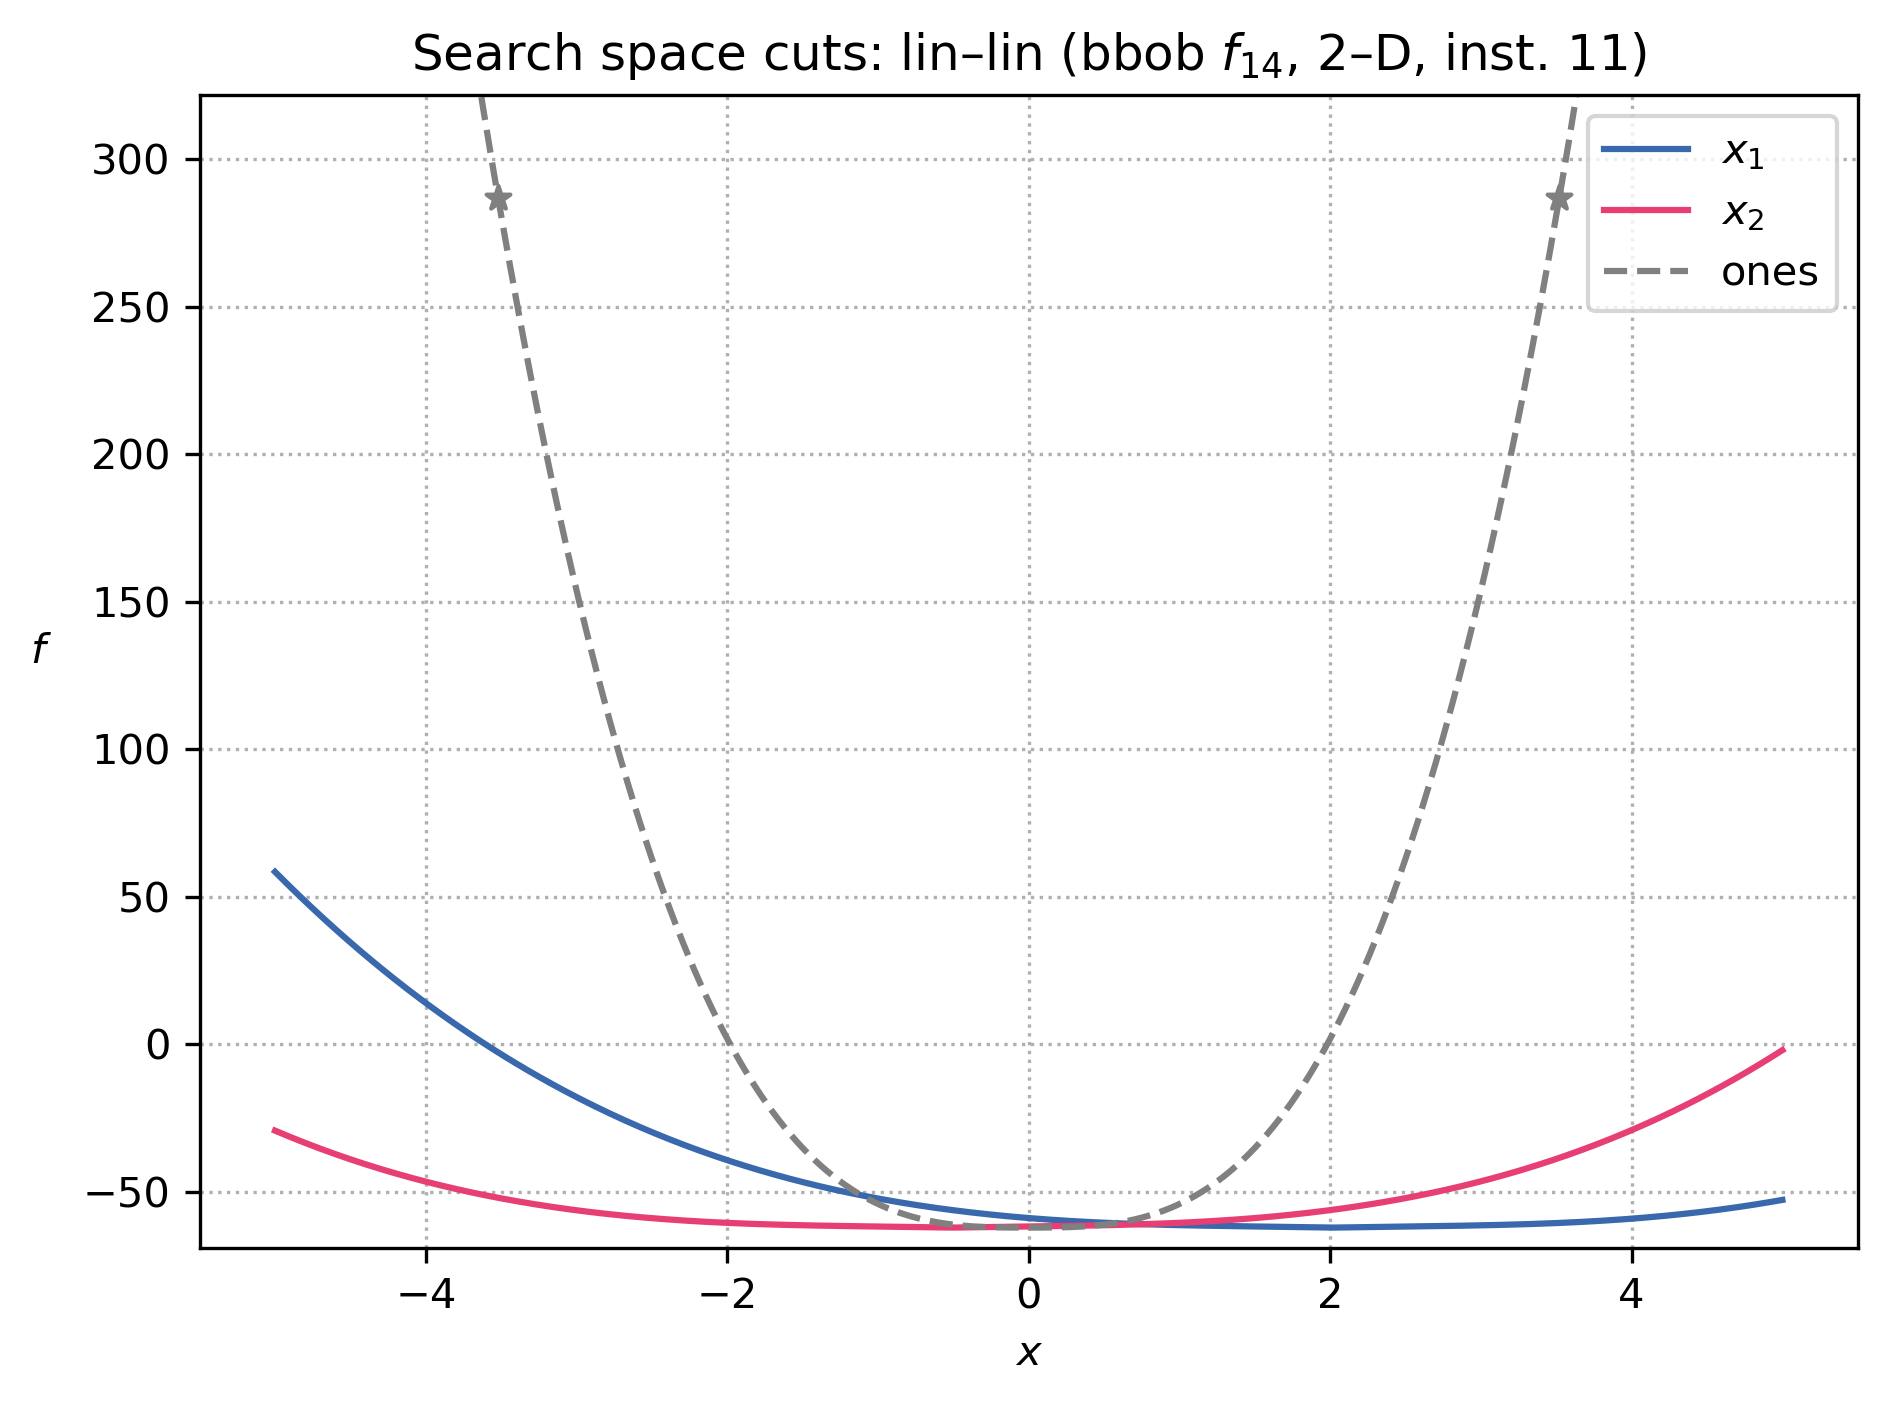 Search space cuts: lin–lin (bbob f14, 2–D, inst. 11)
x1
x2
ones
300
250
200
150
100
50
0
−50
f
−4 −2 0 2 4
x